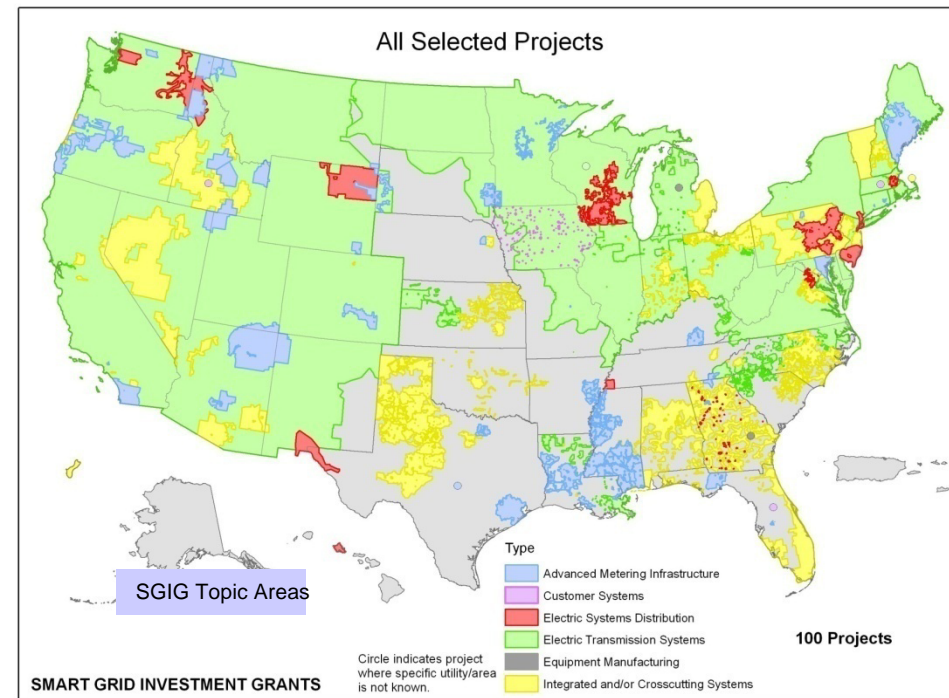 All Selected Projects
SGIG Topic Areas
Type
Advanced Metering Infrastructure
Customer Systems
Electric Systems Distribution
Electric Transmission Systems
Equipment Manufacturing
Integrated and/or Crosscutting Systems
Circle indicates project
where specific utility/area
is not known.
100 Projects
SMART GRID INVESTMENT GRANTS